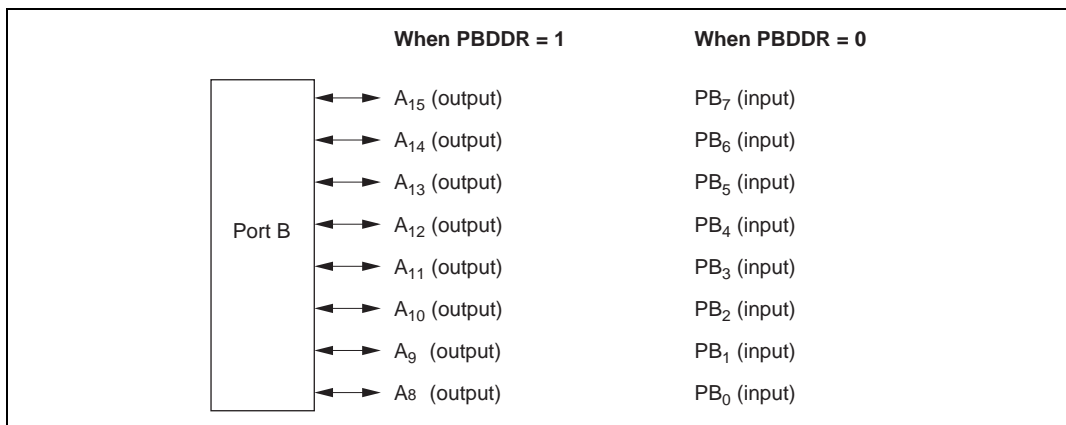 When PBDDR = 1 When PBDDR = 0
A15 (output) PB7 (input)
A14 (output) PB6 (input)
A13 (output) PB5 (input)
Port B A12 (output) PB4 (input)
A11 (output) PB3 (input)
A10 (output) PB2 (input)
A9 (output) PB1 (input)
A8 (output) PB0 (input)